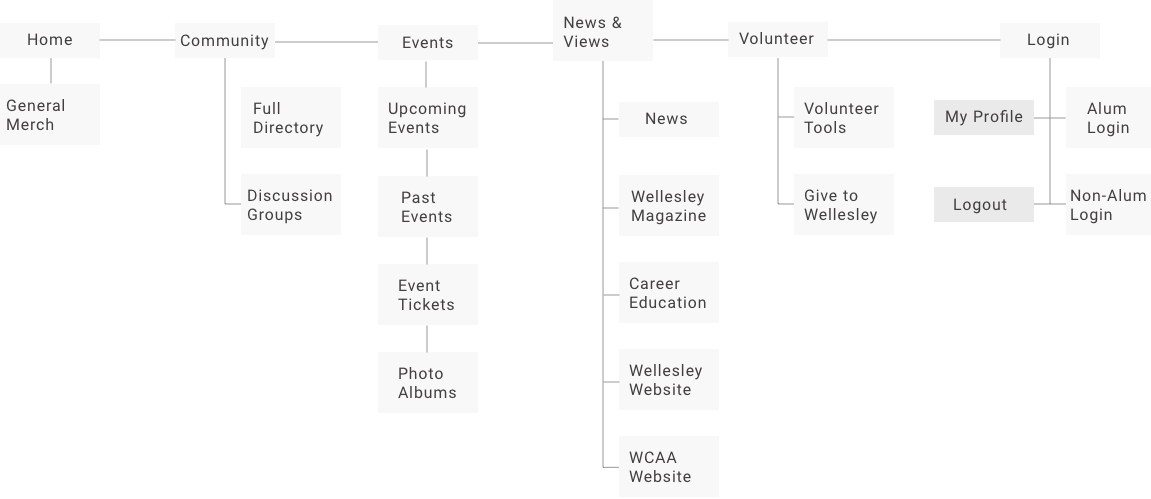 Home
Community
Events
News &
Views
Volunteer
Login
General
Merch
Full
Directory
Discussion
Groups
Upcoming
Events
Past
Events
Event
Tickets
Photo
Albums
News
Wellesley
Magazine
Career
Education
Wellesley
Website
WCAA
Website
Volunteer
Tools
Give to
Wellesley
My Profile
Logout
Alum
Login
Non-Alum
Login